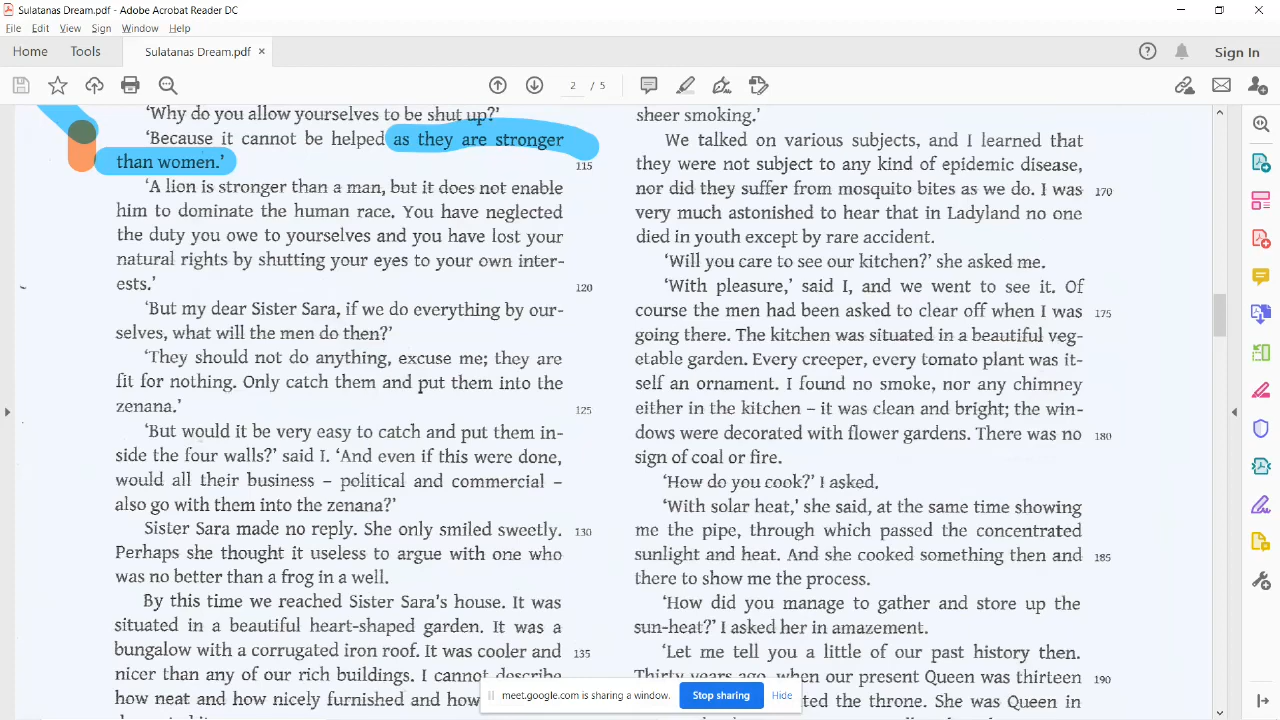 Sulatanas Dream.pdf - Adobe Acrobat Reader DC
File Edit View Sign Window Help
Home Tools Sulatanas Dream.pdf × Sign In
2 / 5
‘Why do you allow yourselves to be shut up?’
‘Because it cannot be helped as they are stronger
than women.’ 115
‘A lion is stronger than a man, but it does not enable
him to dominate the human race. You have neglected
the duty you owe to yourselves and you have lost your
natural rights by shutting your eyes to your own inter-
ests.’ 120
‘But my dear Sister Sara, if we do everything by our-
selves, what will the men do then?’
‘They should not do anything, excuse me; they are
fit for nothing. Only catch them and put them into the
zenana.’ 125
‘But would it be very easy to catch and put them in-
side the four walls?’ said I. ‘And even if this were done,
would all their business – political and commercial –
also go with them into the zenana?’
Sister Sara made no reply. She only smiled sweetly. 130
Perhaps she thought it useless to argue with one who
was no better than a frog in a well.
By this time we reached Sister Sara's house. It was
situated in a beautiful heart-shaped garden. It was a
bungalow with a corrugated iron roof. It was cooler and 135
nicer than any of our rich buildings. I cannot describe
how neat and how nicely furnished and how
sheer smoking.’
We talked on various subjects, and I learned that
they were not subject to any kind of epidemic disease,
nor did they suffer from mosquito bites as we do. I was 170
very much astonished to hear that in Ladyland no one
died in youth except by rare accident.
‘Will you care to see our kitchen?’ she asked me.
‘With pleasure,’ said I, and we went to see it. Of
course the men had been asked to clear off when I was 175
going there. The kitchen was situated in a beautiful veg-
etable garden. Every creeper, every tomato plant was it-
self an ornament. I found no smoke, nor any chimney
either in the kitchen – it was clean and bright; the win-
dows were decorated with flower gardens. There was no 180
sign of coal or fire.
‘How do you cook?’ I asked.
‘With solar heat,’ she said, at the same time showing
me the pipe, through which passed the concentrated
sunlight and heat. And she cooked something then and 185
there to show me the process.
‘How did you manage to gather and store up the
sun-heat?’ I asked her in amazement.
‘Let me tell you a little of our past history then.
Thirty years ago, when our present Queen was thirteen 190
the throne. She was Queen in
meet.google.com is sharing a window. Stop sharing Hide